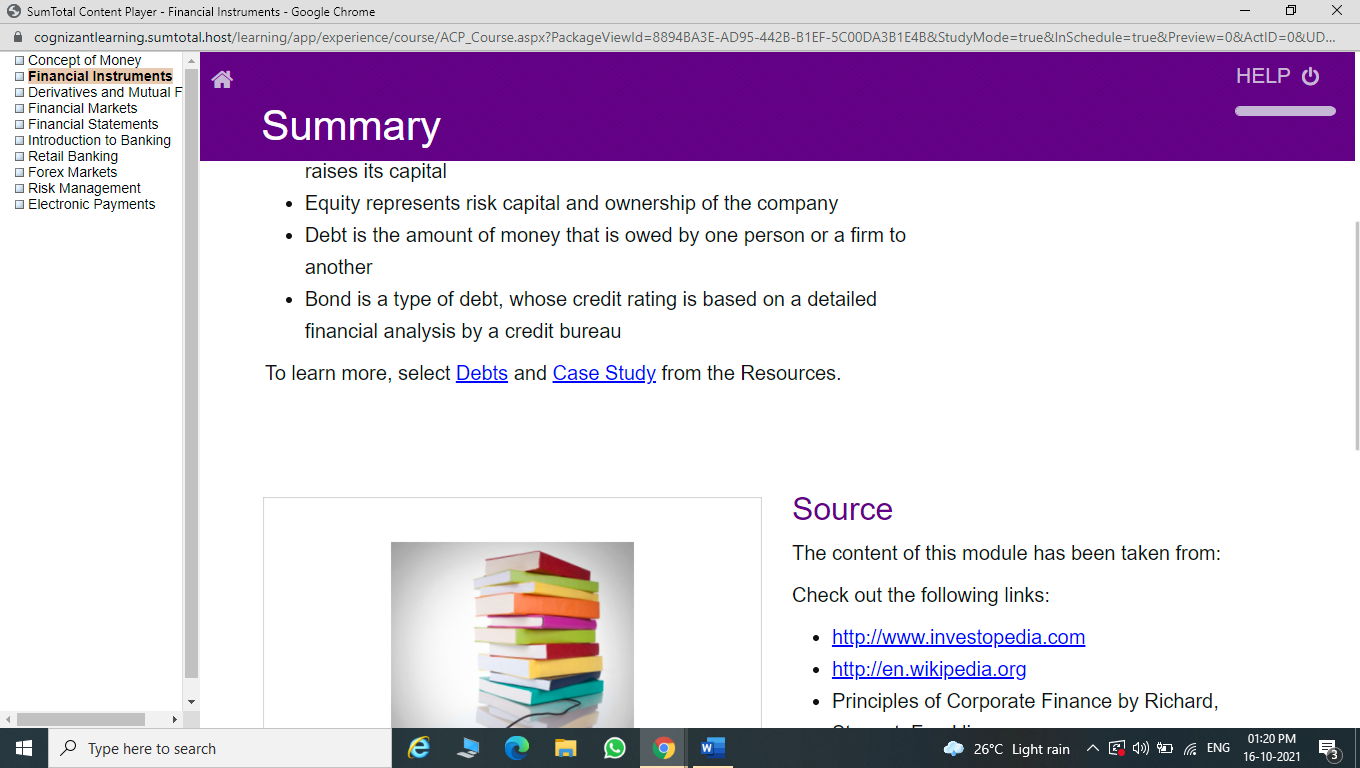 SumTotal Content Player - Financial Instruments - Google Chrome
cognizantlearning.sumtotal.host/learning/app/experience/course/ACP_Course.aspx?PackageViewId=8894BA3E-AD95-442B-B1EF-5C00DA3B1E4B&StudyMode=true&InSchedule=true&Preview=0&ActID=0&UD...
Concept of Money
Financial Instruments
Derivatives and Mutual F
Financial Markets
Financial Statements
Introduction to Banking
Retail Banking
Forex Markets
Risk Management
Electronic Payments
HELP
Summary
raises its capital
• Equity represents risk capital and ownership of the company
• Debt is the amount of money that is owed by one person or a firm to
another
• Bond is a type of debt, whose credit rating is based on a detailed
financial analysis by a credit bureau
To learn more, select Debts and Case Study from the Resources.
Source
The content of this module has been taken from:
Check out the following links:
• http://www.investopedia.com
• http://en.wikipedia.org
• Principles of Corporate Finance by Richard,
Type here to search
26°C Light rain
ENG
01:20 PM
16-10-2021
3